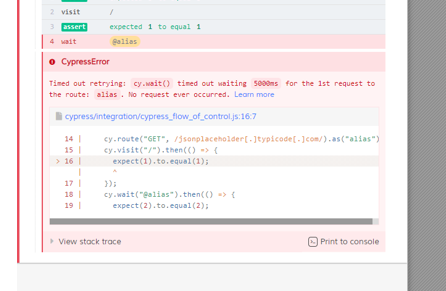 2 visit /
3 assert expected 1 to equal 1
4 wait @alias
CypressError
Timed out retrying: cy.wait() timed out waiting 5000ms for the 1st request to
the route: alias. No request ever occurred. Learn more
cypress/integration/cypress_flow_of_control.js:16:7
14 | cy.route("GET", /jsonplaceholder[.]typicode[.]com/).as("alias")
15 | cy.visit("/").then(() => {
> 16 | expect(1).to.equal(1);
| ^
17 | });
18 | cy.wait("@alias").then(() => {
19 | expect(2).to.equal(2);
> View stack trace
Print to console